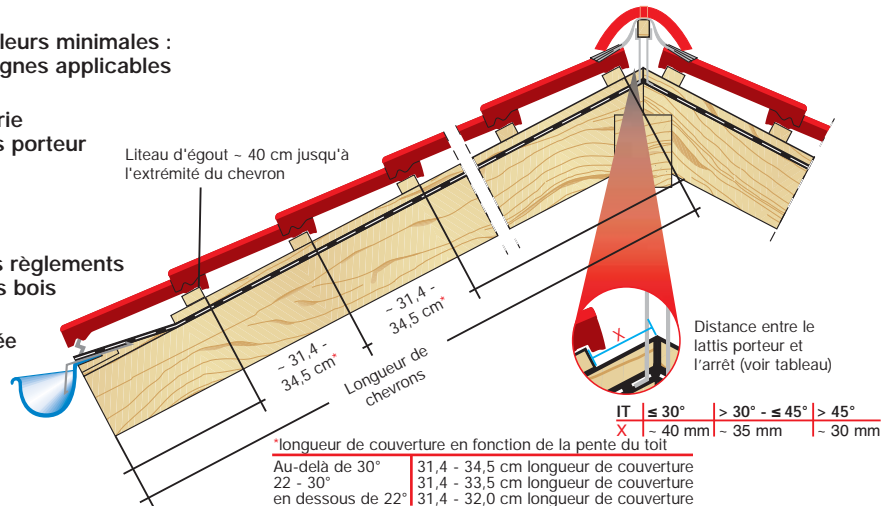 leurs minimales :
ignes applicables
rie
s porteur
Liteau d'égout ~ 40 cm jusqu'à
l'extrémité du chevron
s règlements
s bois
ée
~ 31,4 -
34,5 cm*
~ 31,4 -
34,5 cm*
Longueur de
chevrons
X
Distance entre le
lattis porteur et
l'arrêt (voir tableau)
IT ≤ 30° > 30° - ≤ 45° > 45°
X ~ 40 mm ~ 35 mm ~ 30 mm
*longueur de couverture en fonction de la pente du toit
Au-delà de 30° 31,4 - 34,5 cm longueur de couverture
22 - 30° 31,4 - 33,5 cm longueur de couverture
en dessous de 22° 31,4 - 32,0 cm longueur de couverture